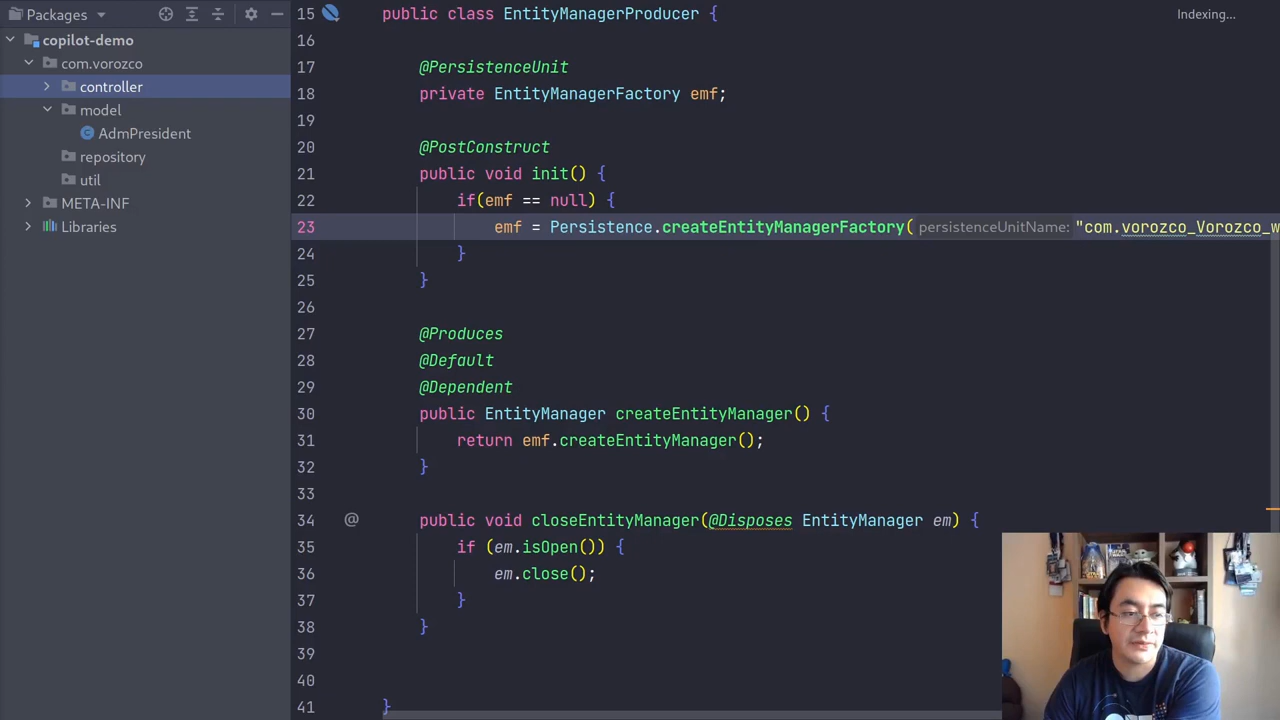 Packages
copilot-demo
com.vorozco
controller
model
AdmPresident
repository
util
META-INF
Libraries
Indexing...
15 public class EntityManagerProducer {
16
17 @PersistenceUnit
18 private EntityManagerFactory emf;
19
20 @PostConstruct
21 public void init() {
22 if(emf == null) {
23 emf = Persistence.createEntityManagerFactory( persistenceUnitName: "com.vorozco_Vorozco_w
24 }
25 }
26
27 @Produces
28 @Default
29 @Dependent
30 public EntityManager createEntityManager() {
31 return emf.createEntityManager();
32 }
33
34 @ public void closeEntityManager(@Disposes EntityManager em) {
35 if (em.isOpen()) {
36 em.close();
37 }
38 }
39
40
41 }